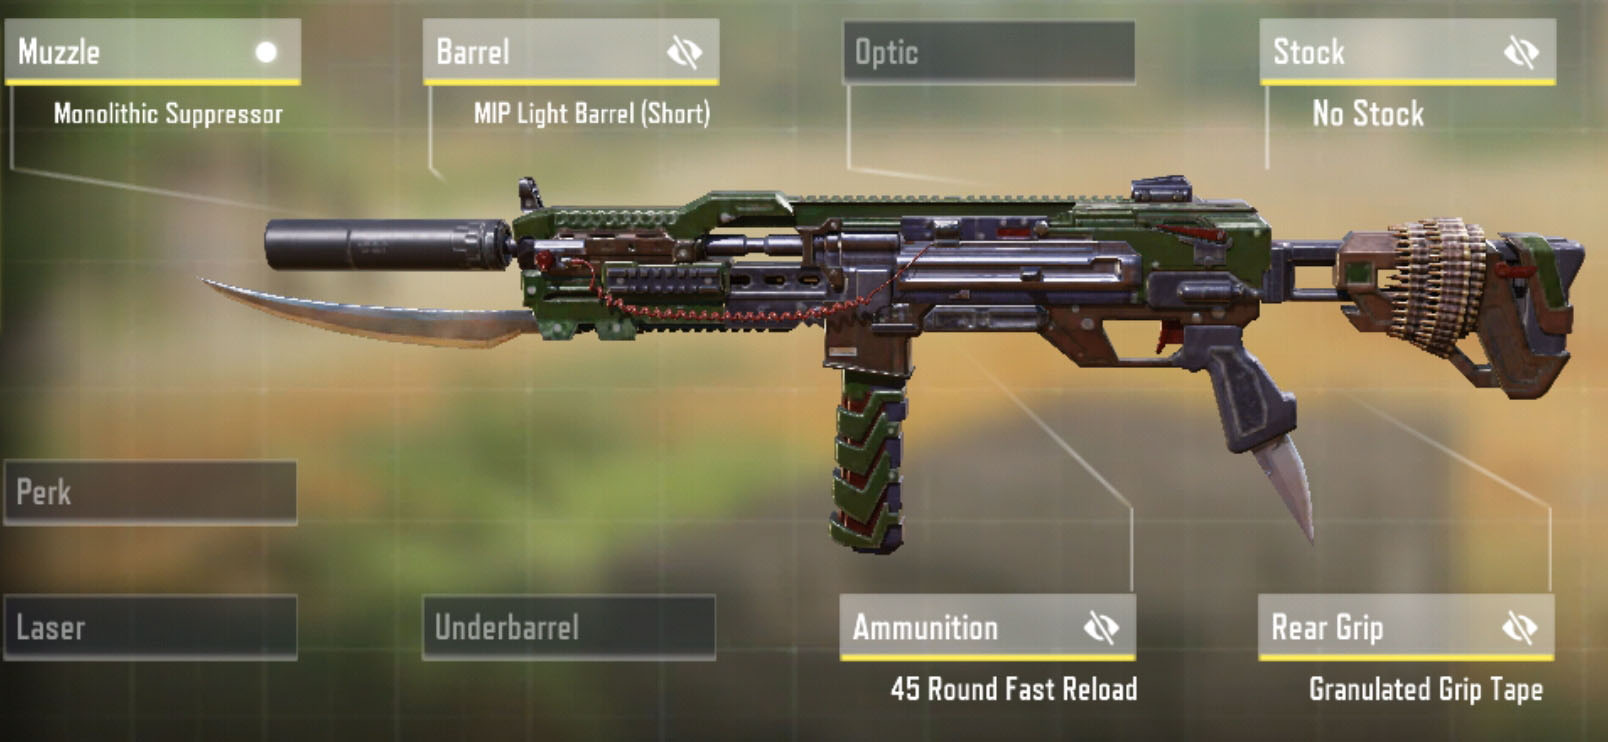 Muzzle
Monolithic Suppressor
Barrel
MIP Light Barrel (Short)
Optic
Stock
No Stock
Perk
Laser
Underbarrel
Ammunition
45 Round Fast Reload
Rear Grip
Granulated Grip Tape